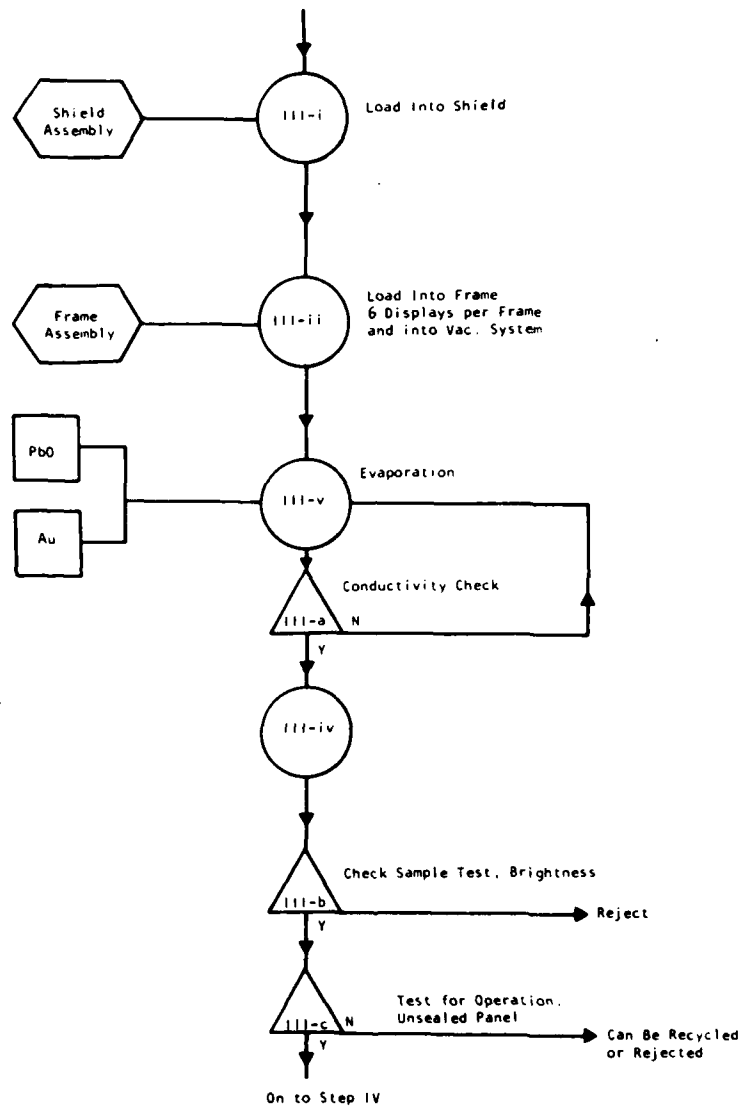 Shield
Assembly
III-i
Load Into Shield
Frame
Assembly
III-ii
Load Into Frame
6 Displays per Frame
and into Vac. System
PbO
Au
III-v
Evaporation
Conductivity Check
III-a
N
Y
III-iv
Check Sample Test, Brightness
III-b
Reject
Y
Test for Operation.
Unsealed Panel
III-c
N
Can Be Recycled
or Rejected
Y
On to Step IV